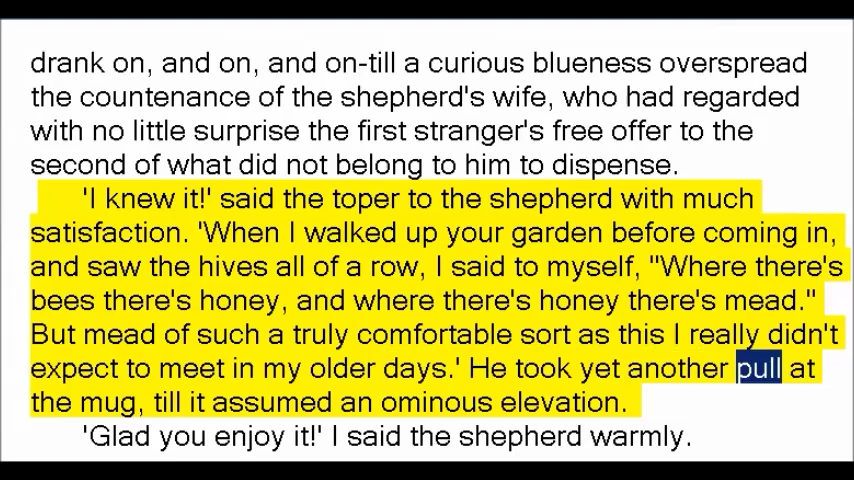 drank on, and on, and on-till a curious blueness overspread
the countenance of the shepherd's wife, who had regarded
with no little surprise the first stranger's free offer to the
second of what did not belong to him to dispense.
'I knew it!' said the toper to the shepherd with much
satisfaction. 'When I walked up your garden before coming in,
and saw the hives all of a row, I said to myself, "Where there's
bees there's honey, and where there's honey there's mead."
But mead of such a truly comfortable sort as this I really didn't
expect to meet in my older days.' He took yet another pull at
the mug, till it assumed an ominous elevation.
'Glad you enjoy it!' I said the shepherd warmly.